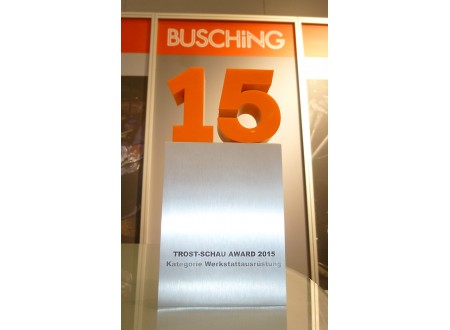 BUSCHiNG
15
TROST-SCHAU AWARD 2015
Kategorie Werkstattausrüstung